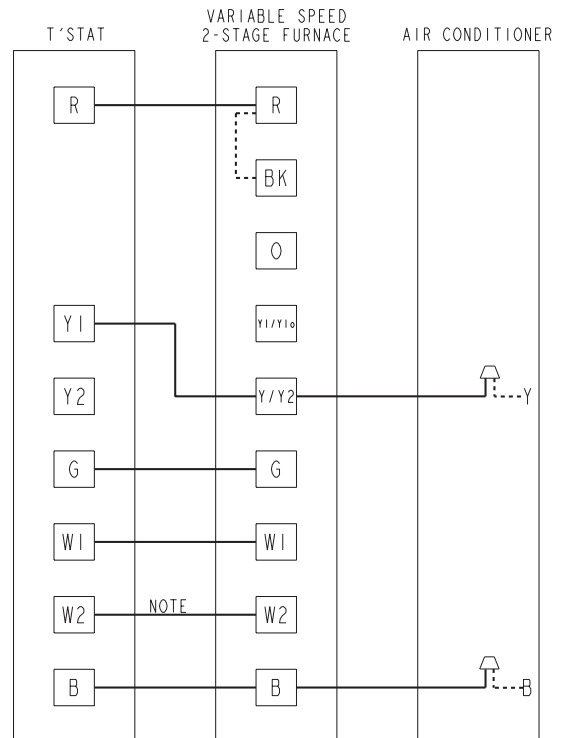 VARIABLE SPEED
T'STAT 2-STAGE FURNACE AIR CONDITIONER
R R
BK
O
Y1/Y1o
Y1
Y2 Y/Y2 Y
G G
W1 W1
W2 NOTE W2
B B B